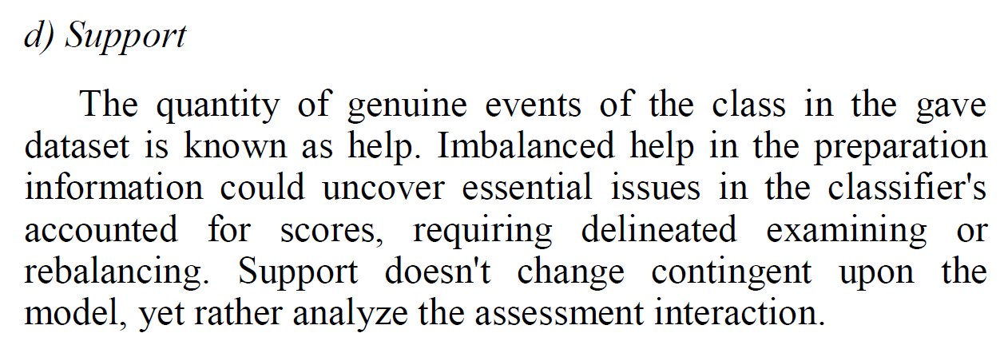 d) Support
The quantity of genuine events of the class in the gave
dataset is known as help. Imbalanced help in the preparation
information could uncover essential issues in the classifier's
accounted for scores, requiring delineated examining or
rebalancing. Support doesn't change contingent upon the
model, yet rather analyze the assessment interaction.